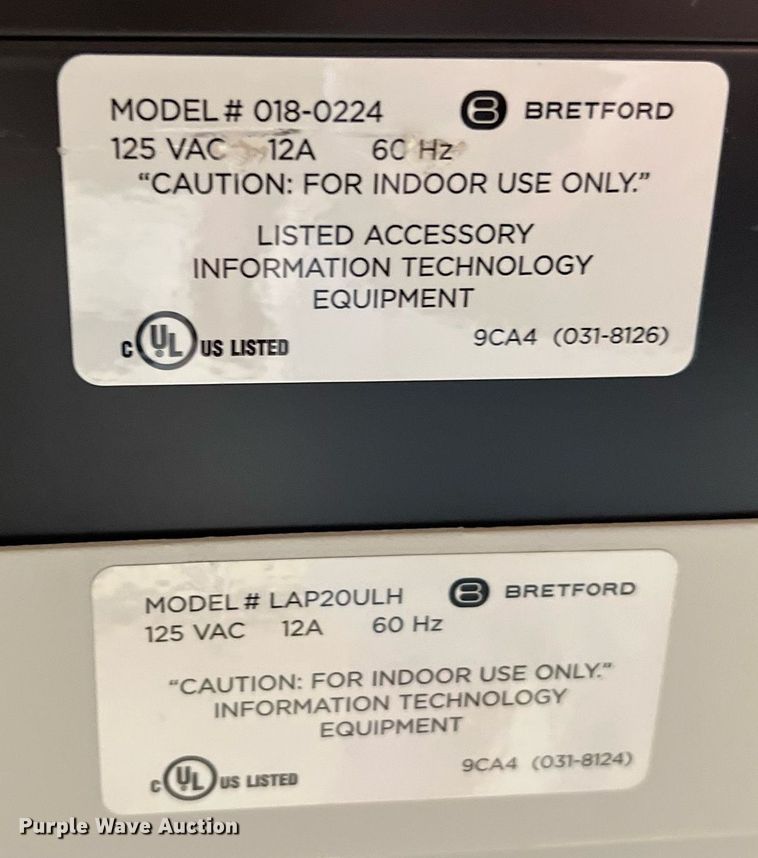 MODEL# 018-0224 BRETFORD
125 VAC 12A 60 Hz
“CAUTION: FOR INDOOR USE ONLY.”
LISTED ACCESSORY
INFORMATION TECHNOLOGY
EQUIPMENT
C UL US LISTED 9CA4 (031-8126)
MODEL# LAP20ULH BRETFORD
125 VAC 12A 60 Hz
“CAUTION: FOR INDOOR USE ONLY.”
INFORMATION TECHNOLOGY
EQUIPMENT
C UL US LISTED 9CA4 (031-8124)
Purple Wave Auction